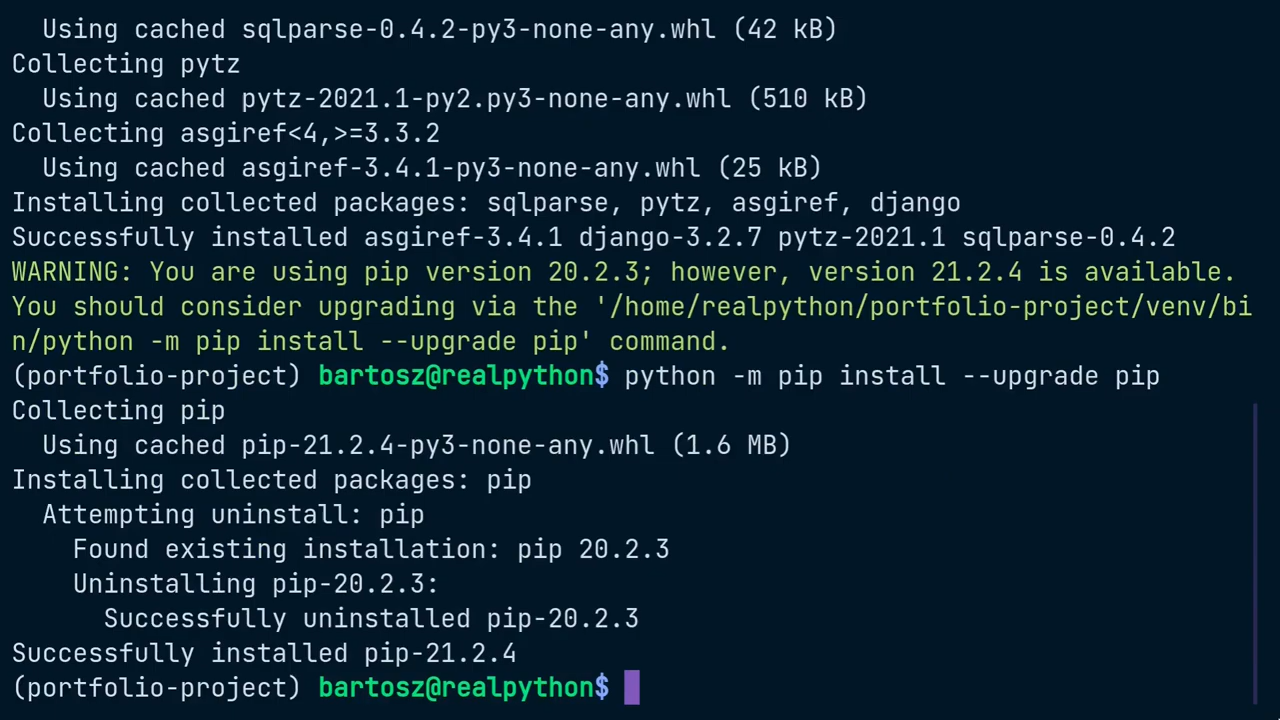 Using cached sqlparse-0.4.2-py3-none-any.whl (42 kB)
Collecting pytz
Using cached pytz-2021.1-py2.py3-none-any.whl (510 kB)
Collecting asgiref<4,>=3.3.2
Using cached asgiref-3.4.1-py3-none-any.whl (25 kB)
Installing collected packages: sqlparse, pytz, asgiref, django
Successfully installed asgiref-3.4.1 django-3.2.7 pytz-2021.1 sqlparse-0.4.2
WARNING: You are using pip version 20.2.3; however, version 21.2.4 is available.
You should consider upgrading via the '/home/realpython/portfolio-project/venv/bi
n/python -m pip install --upgrade pip' command.
(portfolio-project) bartosz@realpython$ python -m pip install --upgrade pip
Collecting pip
Using cached pip-21.2.4-py3-none-any.whl (1.6 MB)
Installing collected packages: pip
Attempting uninstall: pip
Found existing installation: pip 20.2.3
Uninstalling pip-20.2.3:
Successfully uninstalled pip-20.2.3
Successfully installed pip-21.2.4
(portfolio-project) bartosz@realpython$